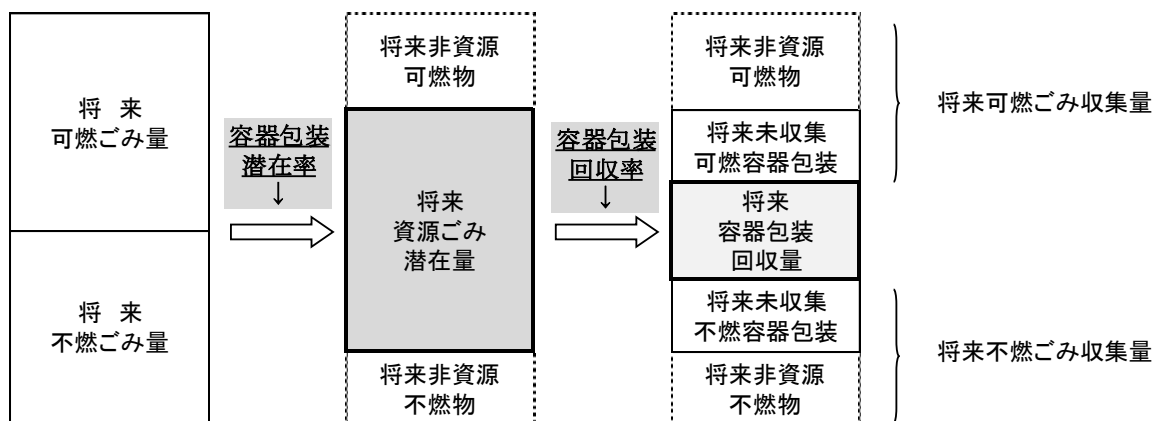 将　来
可燃ごみ量
将　来
不燃ごみ量
容器包装
潜在率
↓
将来非資源
可燃物
将来
資源ごみ
潜在量
将来非資源
不燃物
容器包装
回収率
↓
将来非資源
可燃物
将来未収集
可燃容器包装
将来
容器包装
回収量
将来未収集
不燃容器包装
将来非資源
不燃物
将来可燃ごみ収集量
将来不燃ごみ収集量